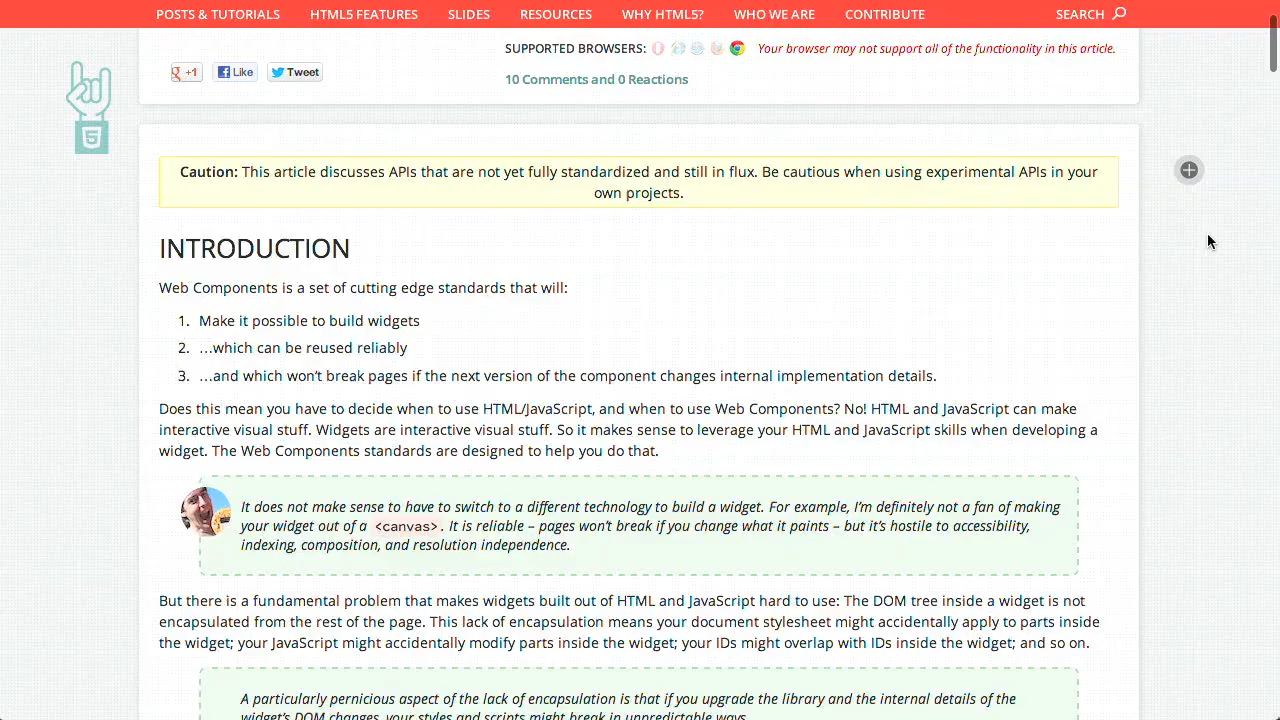 POSTS & TUTORIALS HTML5 FEATURES SLIDES RESOURCES WHY HTML5? WHO WE ARE CONTRIBUTE SEARCH
SUPPORTED BROWSERS: Your browser may not support all of the functionality in this article.
g +1 Like Tweet
10 Comments and 0 Reactions
5
Caution: This article discusses APIs that are not yet fully standardized and still in flux. Be cautious when using experimental APIs in your
own projects.
INTRODUCTION
Web Components is a set of cutting edge standards that will:
1. Make it possible to build widgets
2. …which can be reused reliably
3. …and which won't break pages if the next version of the component changes internal implementation details.
Does this mean you have to decide when to use HTML/JavaScript, and when to use Web Components? No! HTML and JavaScript can make
interactive visual stuff. Widgets are interactive visual stuff. So it makes sense to leverage your HTML and JavaScript skills when developing a
widget. The Web Components standards are designed to help you do that.
It does not make sense to have to switch to a different technology to build a widget. For example, I'm definitely not a fan of making
your widget out of a <canvas>. It is reliable – pages won't break if you change what it paints – but it's hostile to accessibility,
indexing, composition, and resolution independence.
But there is a fundamental problem that makes widgets built out of HTML and JavaScript hard to use: The DOM tree inside a widget is not
encapsulated from the rest of the page. This lack of encapsulation means your document stylesheet might accidentally apply to parts inside
the widget; your JavaScript might accidentally modify parts inside the widget; your IDs might overlap with IDs inside the widget; and so on.
A particularly pernicious aspect of the lack of encapsulation is that if you upgrade the library and the internal details of the
widget's DOM changes, your styles and scripts might break in unpredictable ways.